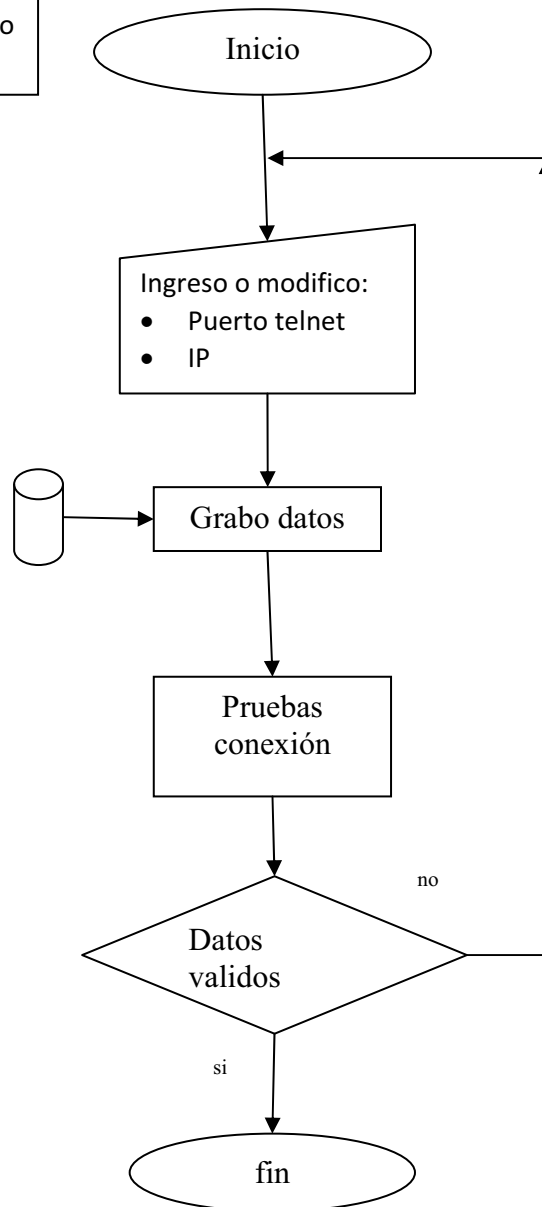 o
Inicio
Ingreso o modifico:
• Puerto telnet
• IP
Grabo datos
Pruebas
conexión
no
Datos
validos
si
fin